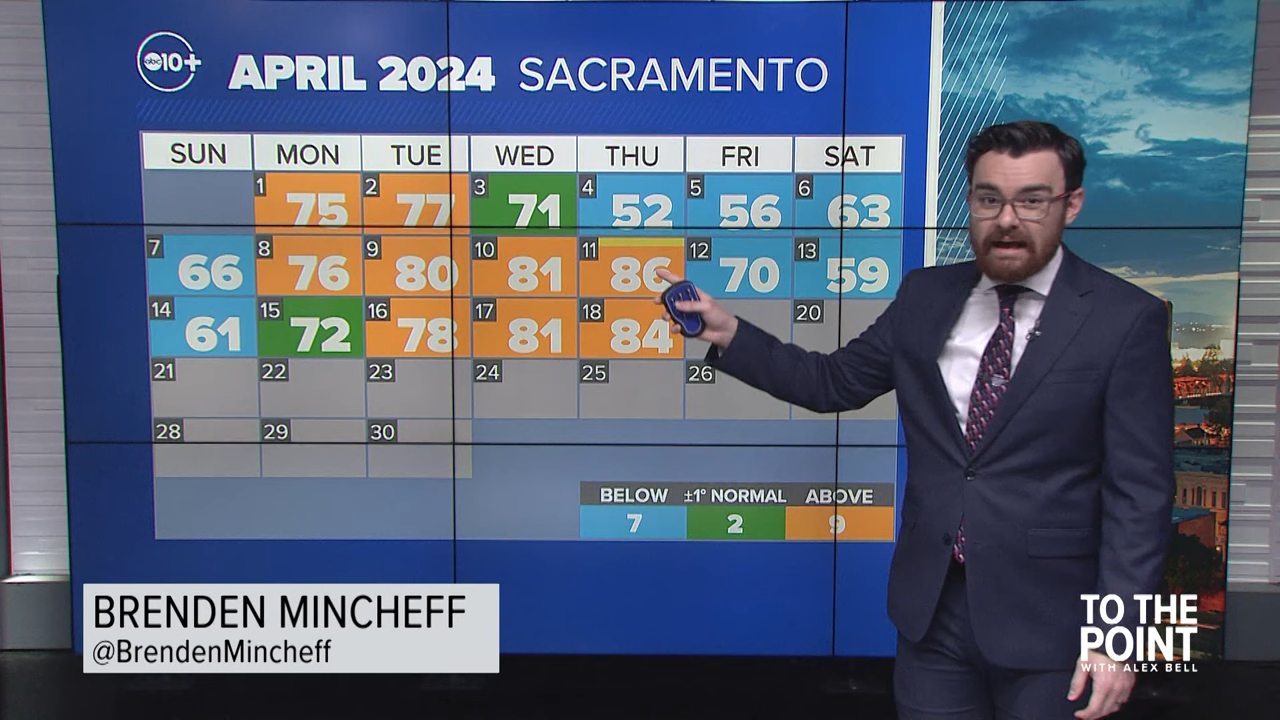 abc10+
APRIL 2024 SACRAMENTO
SUN MON TUE WED THU FRI SAT
1 75 2 77 3 71 4 52 5 56 6 63
7 66 8 76 9 80 10 81 11 86 12 70 13 59
14 61 15 72 16 78 17 81 18 84 20
21 22 23 24 25 26
28 29 30
BELOW ±1° NORMAL ABOVE
7 2 9
BRENDEN MINCHEFF
@BrendenMincheff
TO THE
POINT
WITH ALEX BELL